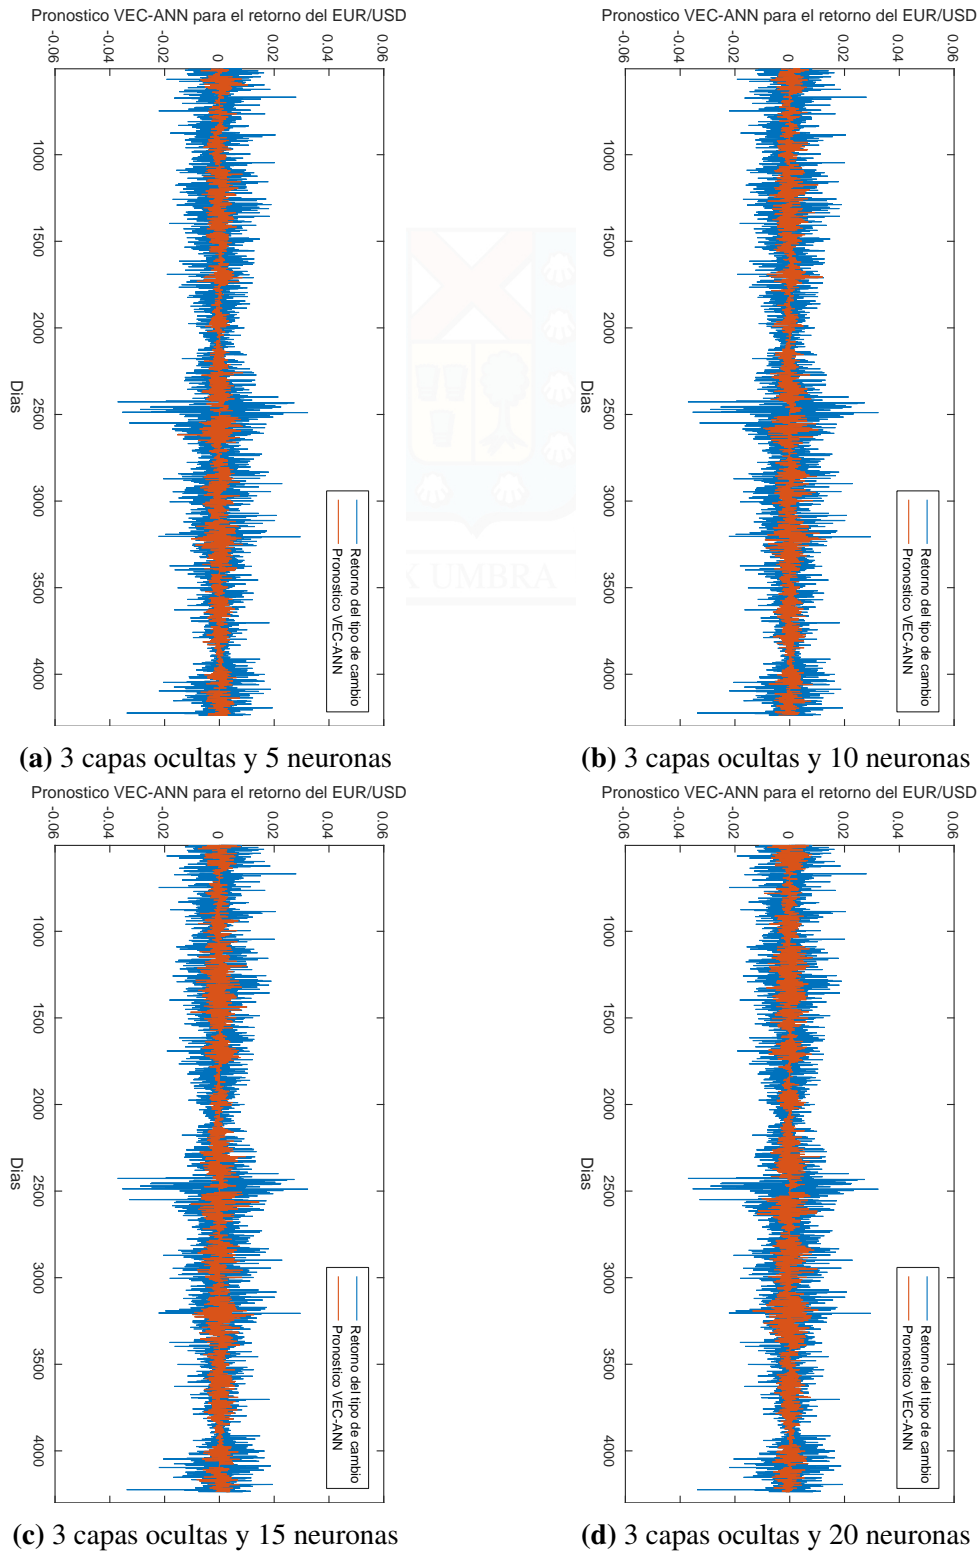 Pronostico VEC-ANN para el retorno del EUR/USD
-0.06
-0.04
-0.02
0
0.02
0.04
0.06
1000
1500
2000
2500
3000
3500
4000
Dias
Retorno del tipo de cambio
Pronostico VEC-ANN
(a) 3 capas ocultas y 5 neuronas
Pronostico VEC-ANN para el retorno del EUR/USD
-0.06
-0.04
-0.02
0
0.02
0.04
0.06
1000
1500
2000
2500
3000
3500
4000
Dias
Retorno del tipo de cambio
Pronostico VEC-ANN
(b) 3 capas ocultas y 10 neuronas
X UMBRA
Pronostico VEC-ANN para el retorno del EUR/USD
-0.06
-0.04
-0.02
0
0.02
0.04
0.06
1000
1500
2000
2500
3000
3500
4000
Dias
Retorno del tipo de cambio
Pronostico VEC-ANN
(c) 3 capas ocultas y 15 neuronas
Pronostico VEC-ANN para el retorno del EUR/USD
-0.06
-0.04
-0.02
0
0.02
0.04
0.06
1000
1500
2000
2500
3000
3500
4000
Dias
Retorno del tipo de cambio
Pronostico VEC-ANN
(d) 3 capas ocultas y 20 neuronas